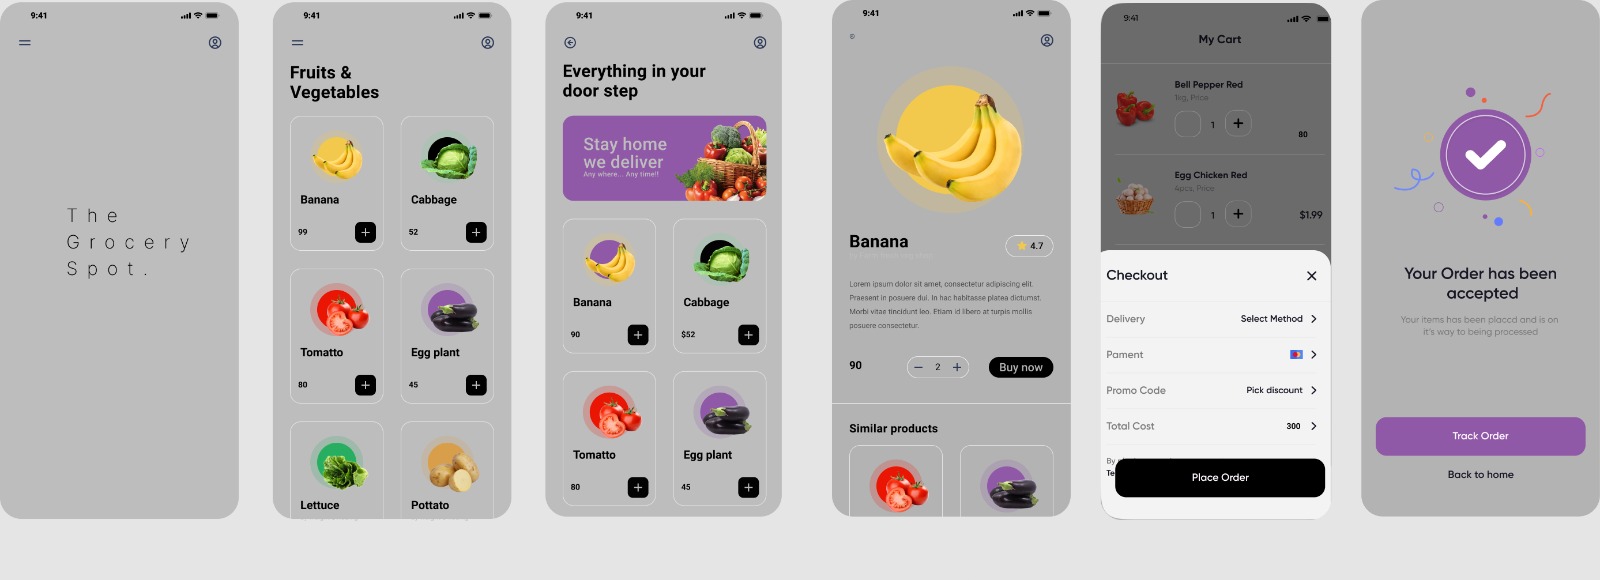 9:41
The
Grocery
Spot.
9:41
Fruits &
Vegetables
Banana
99
Cabbage
52
Tomatto
80
Egg plant
45
Lettuce
Pottato
9:41
Everything in your
door step
Stay home
we deliver
Any where... Any time!!
Banana
90
Cabbage
$52
Tomatto
80
Egg plant
45
9:41
Banana
4.7
Lorem ipsum dolor sit amet, consectetur adipiscing elit.
Praesent in posuere dui. In hac habitasse platea dictumst.
Morbi vitae tincidunt leo. Etiam id libero at turpis mollis
posuere consectetur.
90
2
Buy now
Similar products
9:41
My Cart
Bell Pepper Red
1kg, Price
1
80
Egg Chicken Red
4pcs, Price
1
$1.99
Checkout
Delivery
Select Method
Pament
Promo Code
Pick discount
Total Cost
300
By
Te
Place Order
Your Order has been
accepted
Your items has been placcd and is on
it's way to being processed
Track Order
Back to home